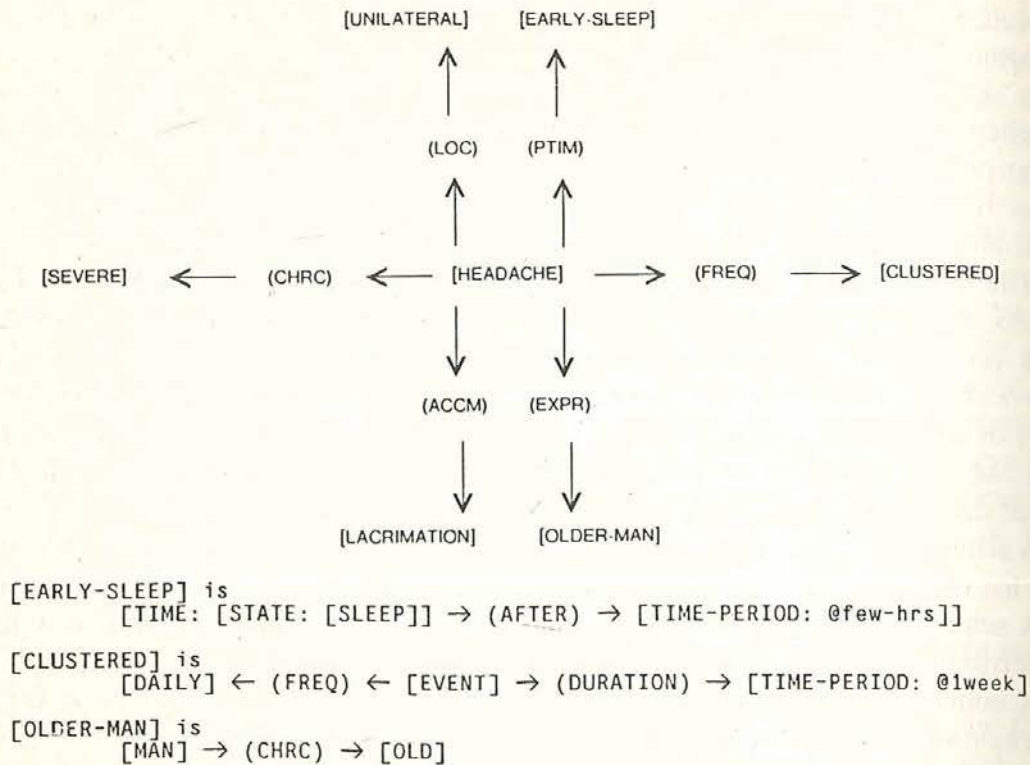 [UNILATERAL] [EARLY-SLEEP]
(LOC) (PTIM)
[SEVERE] (CHRC) [HEADACHE] (FREQ) [CLUSTERED]
(ACCM) (EXPR)
[LACRIMATION] [OLDER-MAN]
[EARLY-SLEEP] is
[TIME: [STATE: [SLEEP]] → (AFTER) → [TIME-PERIOD: @few-hrs]]
[CLUSTERED] is
[DAILY] ← (FREQ) ← [EVENT] → (DURATION) → [TIME-PERIOD: @1week]
[OLDER-MAN] is
[MAN] → (CHRC) → [OLD]